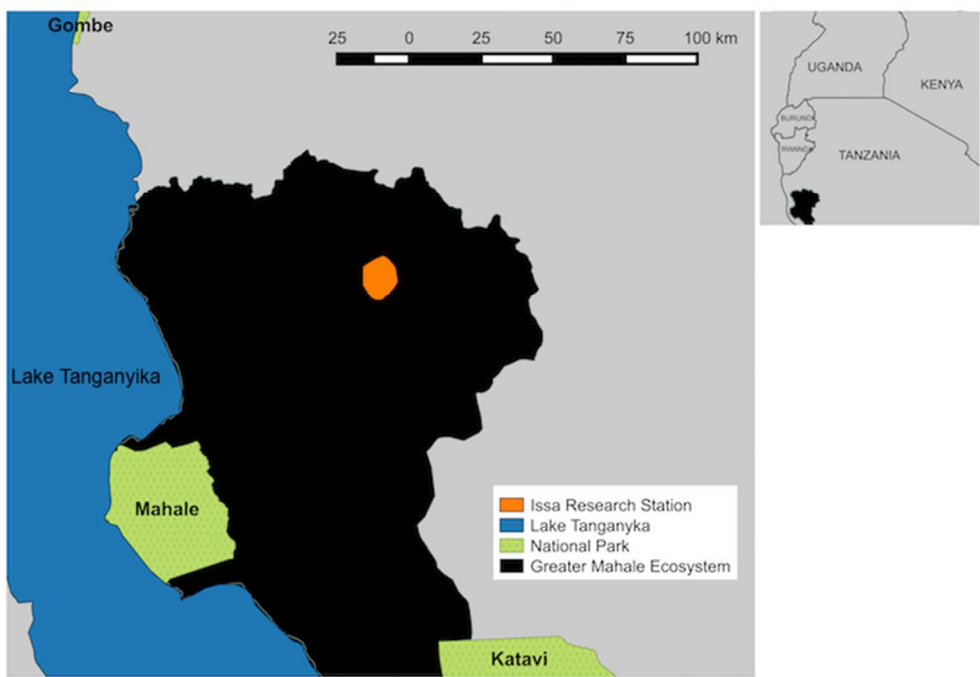 Gombe
25 0 25 50 75 100 km
Lake Tanganyika
Mahale
Katavi
Issa Research Station
Lake Tanganyka
National Park
Greater Mahale Ecosystem
UGANDA
KENYA
BURUNDI
RWANDA
TANZANIA